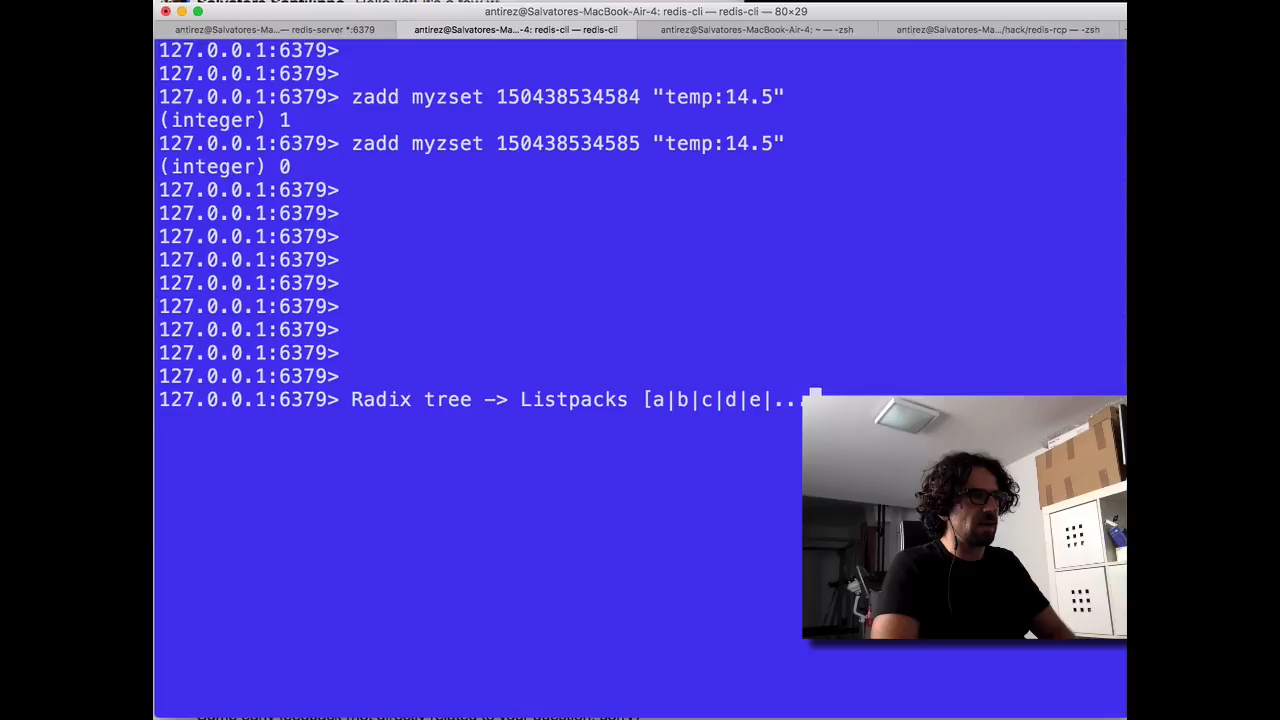 antirez@Salvatores-MacBook-Air-4: redis-cli — redis-cli — 80×29
antirez@Salvatores-Ma... — redis-server *:6379
antirez@Salvatores-Ma...-4: redis-cli — redis-cli
antirez@Salvatores-MacBook-Air-4: ~ — -zsh
antirez@Salvatores-Ma.../hack/redis-rcp — -zsh
127.0.0.1:6379>
127.0.0.1:6379>
127.0.0.1:6379> zadd myzset 150438534584 "temp:14.5"
(integer) 1
127.0.0.1:6379> zadd myzset 150438534585 "temp:14.5"
(integer) 0
127.0.0.1:6379>
127.0.0.1:6379>
127.0.0.1:6379>
127.0.0.1:6379>
127.0.0.1:6379>
127.0.0.1:6379>
127.0.0.1:6379>
127.0.0.1:6379>
127.0.0.1:6379>
127.0.0.1:6379> Radix tree -> Listpacks [a|b|c|d|e|...